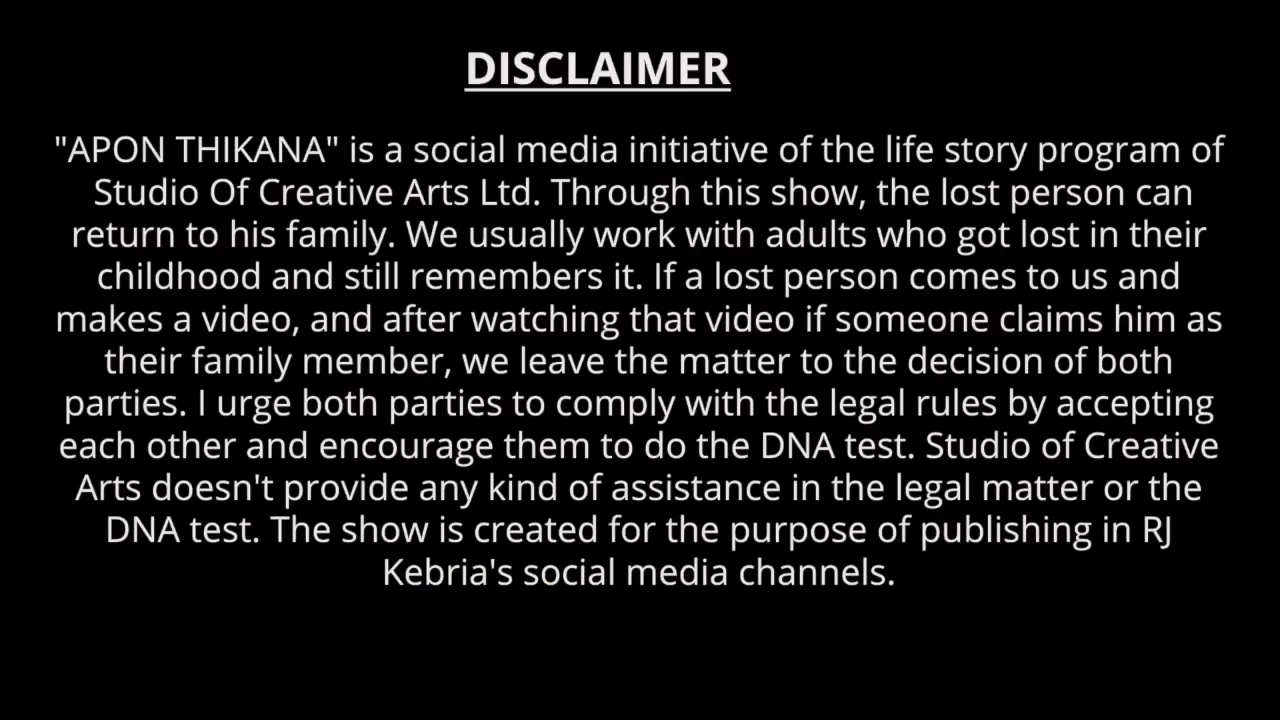 DISCLAIMER
"APON THIKANA" is a social media initiative of the life story program of
Studio Of Creative Arts Ltd. Through this show, the lost person can
return to his family. We usually work with adults who got lost in their
childhood and still remembers it. If a lost person comes to us and
makes a video, and after watching that video if someone claims him as
their family member, we leave the matter to the decision of both
parties. I urge both parties to comply with the legal rules by accepting
each other and encourage them to do the DNA test. Studio of Creative
Arts doesn't provide any kind of assistance in the legal matter or the
DNA test. The show is created for the purpose of publishing in RJ
Kebria's social media channels.